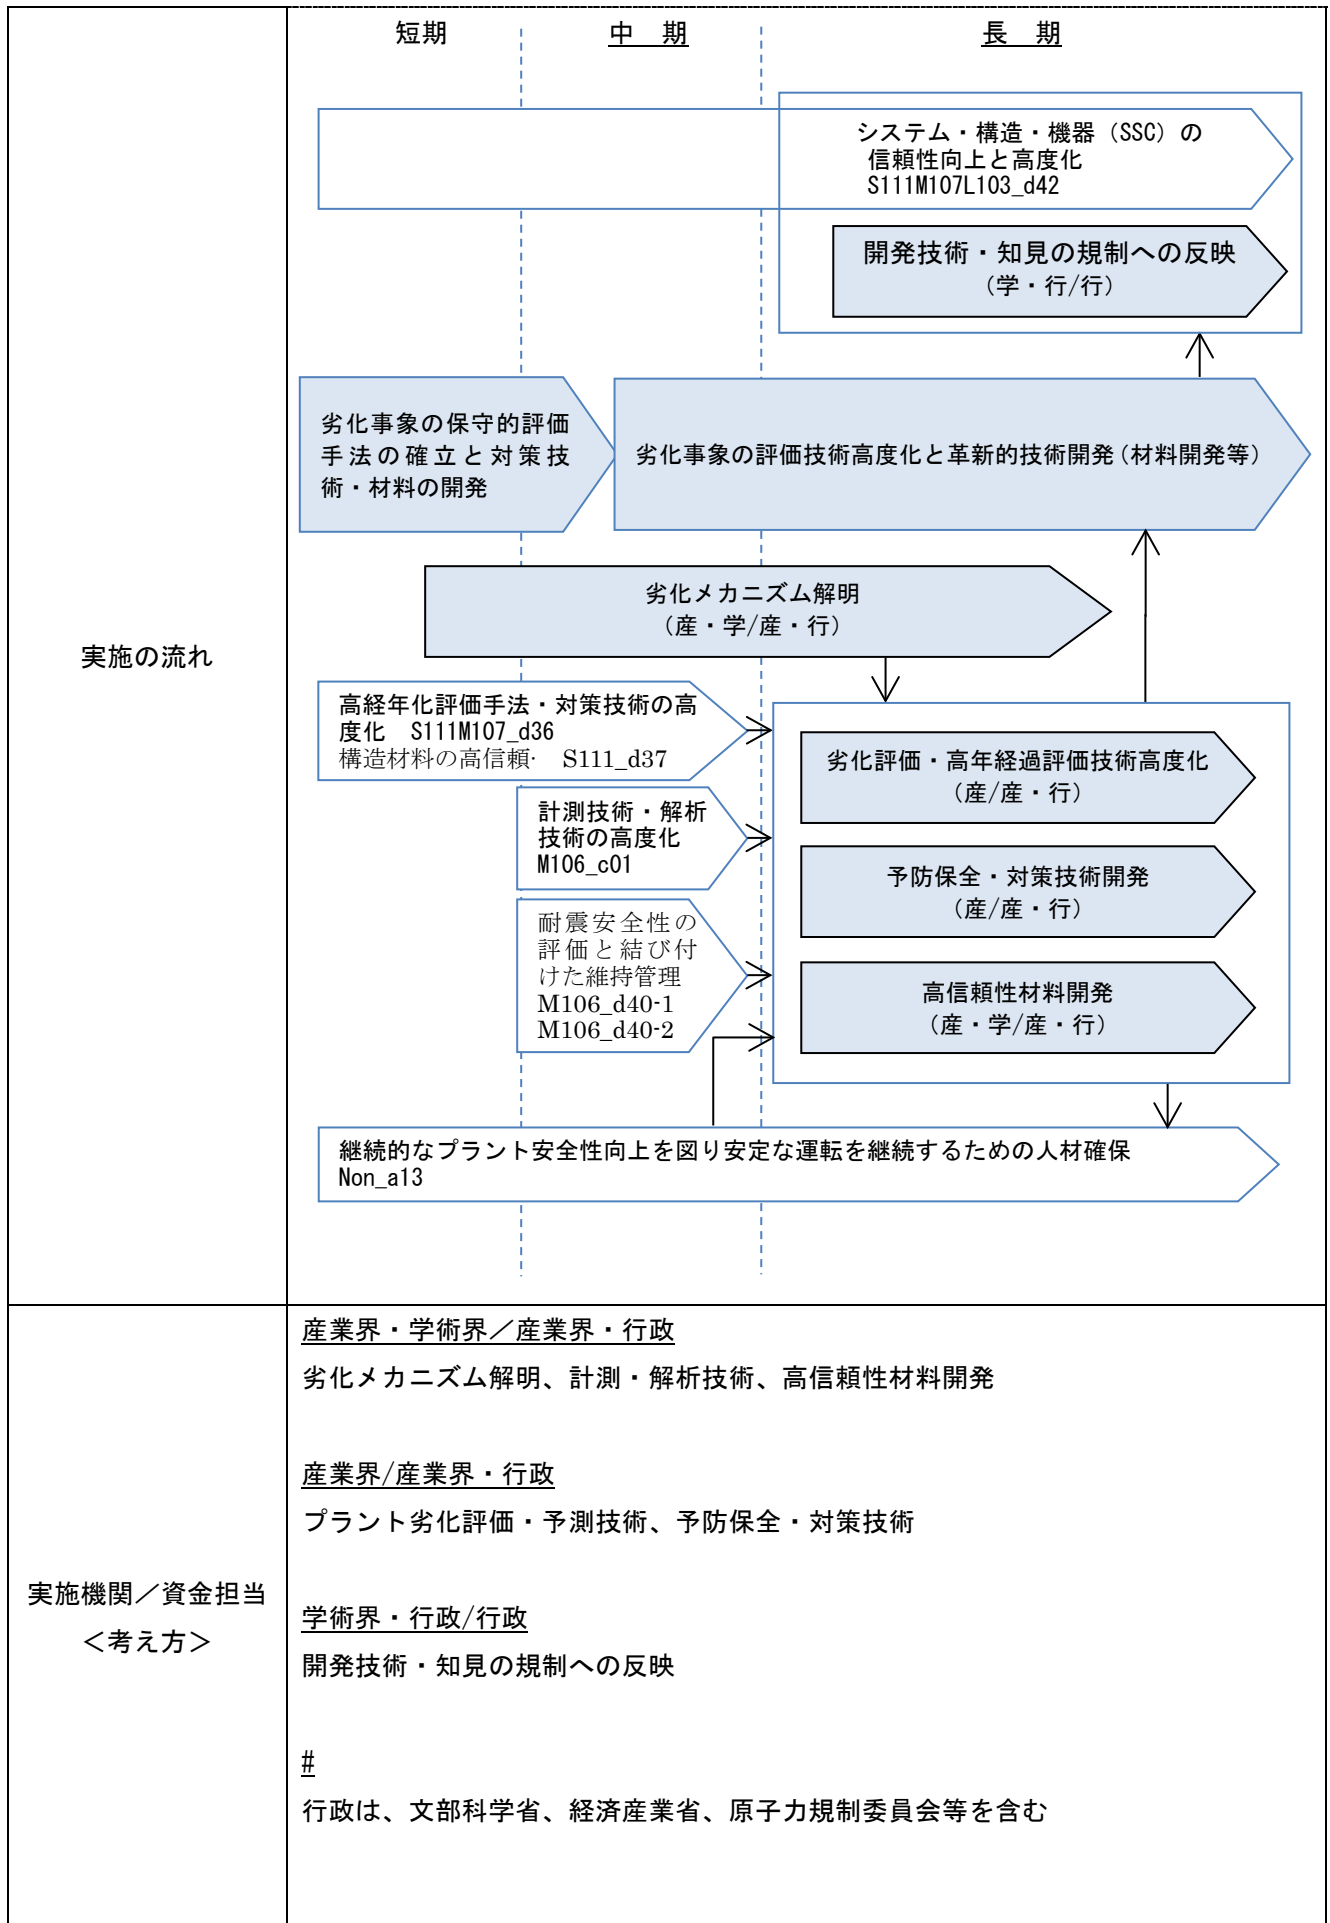 実施の流れ
短期
中 期
長 期
システム・構造・機器（SSC）の
信頼性向上と高度化
S111M107L103_d42
開発技術・知見の規制への反映
（学・行/行）
劣化事象の保守的評価
手法の確立と対策技
術・材料の開発
劣化事象の評価技術高度化と革新的技術開発（材料開発等）
劣化メカニズム解明
（産・学/産・行）
高経年化評価手法・対策技術の高
度化 S111M107_d36
構造材料の高信頼･ S111_d37
計測技術・解析
技術の高度化
M106_c01
耐震安全性の
評価と結び付
けた維持管理
M106_d40-1
M106_d40-2
劣化評価・高年経過評価技術高度化
（産/産・行）
予防保全・対策技術開発
（産/産・行）
高信頼性材料開発
（産・学/産・行）
継続的なプラント安全性向上を図り安定な運転を継続するための人材確保
Non_a13
実施機関／資金担当
＜考え方＞
産業界・学術界／産業界・行政
劣化メカニズム解明、計測・解析技術、高信頼性材料開発
産業界/産業界・行政
プラント劣化評価・予測技術、予防保全・対策技術
学術界・行政/行政
開発技術・知見の規制への反映
#
行政は、文部科学省、経済産業省、原子力規制委員会等を含む